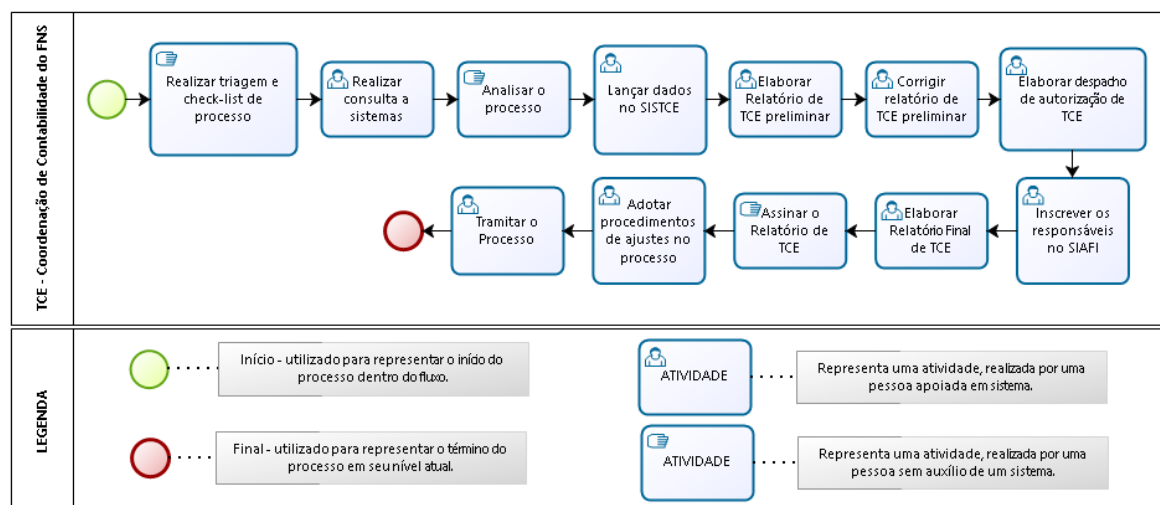 TCE - Coordenação de Contabilidade do FNS
Realizar triagem e
check-list de
processo
Realizar
consulta a
sistemas
Analisar o
processo
Lançar dados
no SISTCE
Elaborar
Relatório de
TCE preliminar
Corrigir
relatório de
TCE preliminar
Elaborar despacho
de autorização de
TCE
Inscrever os
responsáveis
no SIAFI
Elaborar
Relatório Final
de TCE
Assinar o
Relatório de
TCE
Adotar
procedimentos
de ajustes no
processo
Tramitar o
Processo
LEGENDA
Início - utilizado para representar o início do
processo dentro do fluxo.
Final - utilizado para representar o término do
processo em seu nível atual.
ATIVIDADE
Representa uma atividade, realizada por uma
pessoa apoiada em sistema.
ATIVIDADE
Representa uma atividade, realizada por uma
pessoa sem auxílio de um sistema.